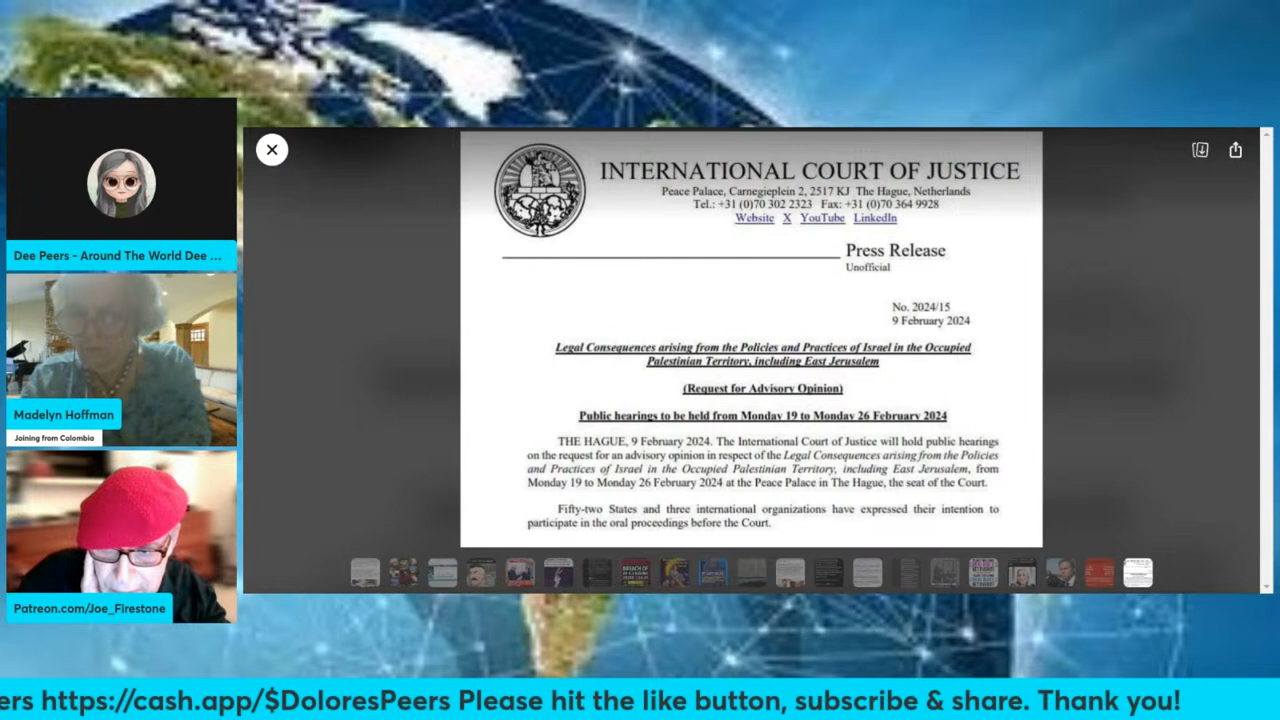 Dee Peers - Around The World Dee ...
Madelyn Hoffman
Joining from Colombia
Patreon.com/Joe_Firestone
INTERNATIONAL COURT OF JUSTICE
Peace Palace, Carnegieplein 2, 2517 KJ The Hague, Netherlands
Tel.: +31 (0)70 302 2323 Fax: +31 (0)70 364 9928
Website X YouTube LinkedIn
Press Release
Unofficial
No. 2024/15
9 February 2024
Legal Consequences arising from the Policies and Practices of Israel in the Occupied
Palestinian Territory, including East Jerusalem
(Request for Advisory Opinion)
Public hearings to be held from Monday 19 to Monday 26 February 2024
THE HAGUE, 9 February 2024. The International Court of Justice will hold public hearings
on the request for an advisory opinion in respect of the Legal Consequences arising from the Policies
and Practices of Israel in the Occupied Palestinian Territory, including East Jerusalem, from
Monday 19 to Monday 26 February 2024 at the Peace Palace in The Hague, the seat of the Court.
Fifty-two States and three international organizations have expressed their intention to
participate in the oral proceedings before the Court.
ers https://cash.app/$DoloresPeers Please hit the like button, subscribe & share. Thank you!